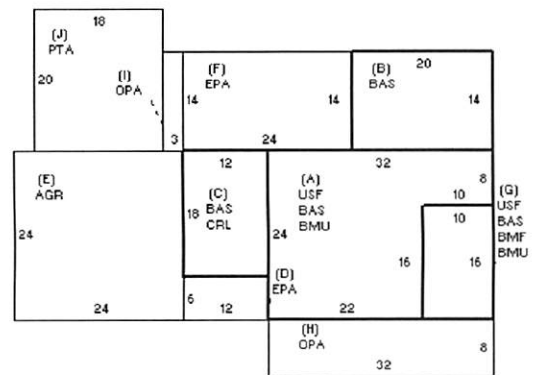 18
(J)
PTA
20
(I)
OPA
3
(F)
EPA
14
14
24
20
(B)
BAS
14
12
32
8
(E)
AGR
24
24
(C)
BAS
CRL
18
(A)
USF
BAS
BMU
24
10
10
16
16
(G)
USF
BAS
BMF
BMU
(D)
EPA
6
12
22
(H)
OPA
8
32